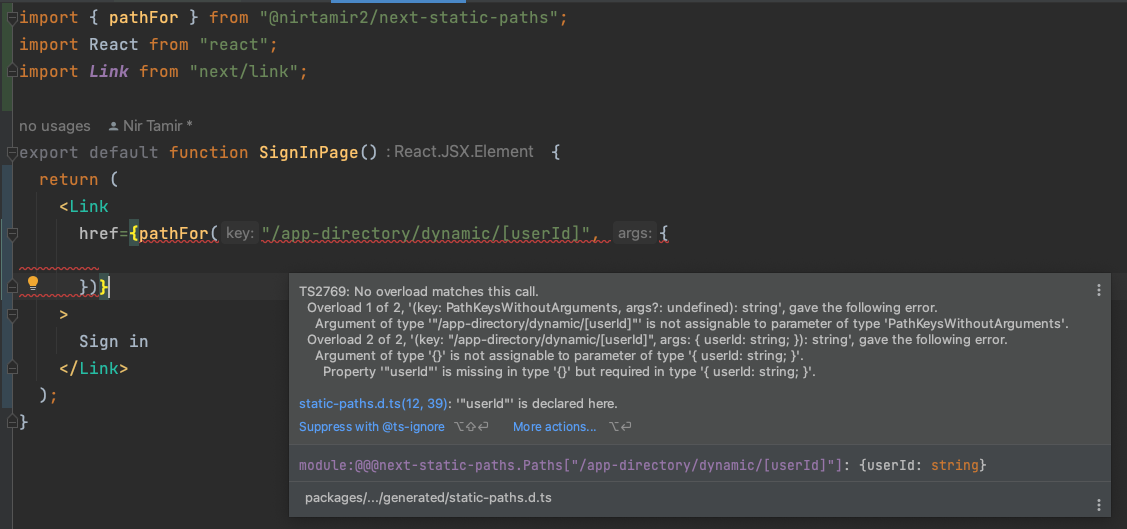 import { pathFor } from "@nirtamir2/next-static-paths";
import React from "react";
import Link from "next/link";
no usages Nir Tamir *
export default function SignInPage() : React.JSX.Element {
return (
<Link
href={pathFor( key: "/app-directory/dynamic/[userId]", args: {
})}
>
Sign in
</Link>
);
}
TS2769: No overload matches this call.
Overload 1 of 2, '(key: PathKeysWithoutArguments, args?: undefined): string', gave the following error.
Argument of type '"/app-directory/dynamic/[userId]"' is not assignable to parameter of type 'PathKeysWithoutArguments'.
Overload 2 of 2, '(key: "/app-directory/dynamic/[userId]", args: { userId: string; }): string', gave the following error.
Argument of type '{}' is not assignable to parameter of type '{ userId: string; }'.
Property '"userId"' is missing in type '{}' but required in type '{ userId: string; }'.
static-paths.d.ts(12, 39): '"userId"' is declared here.
Suppress with @ts-ignore ⌥⇧⏎ More actions... ⌥⏎
module:@@@next-static-paths.Paths["/app-directory/dynamic/[userId]"]: {userId: string}
packages/.../generated/static-paths.d.ts